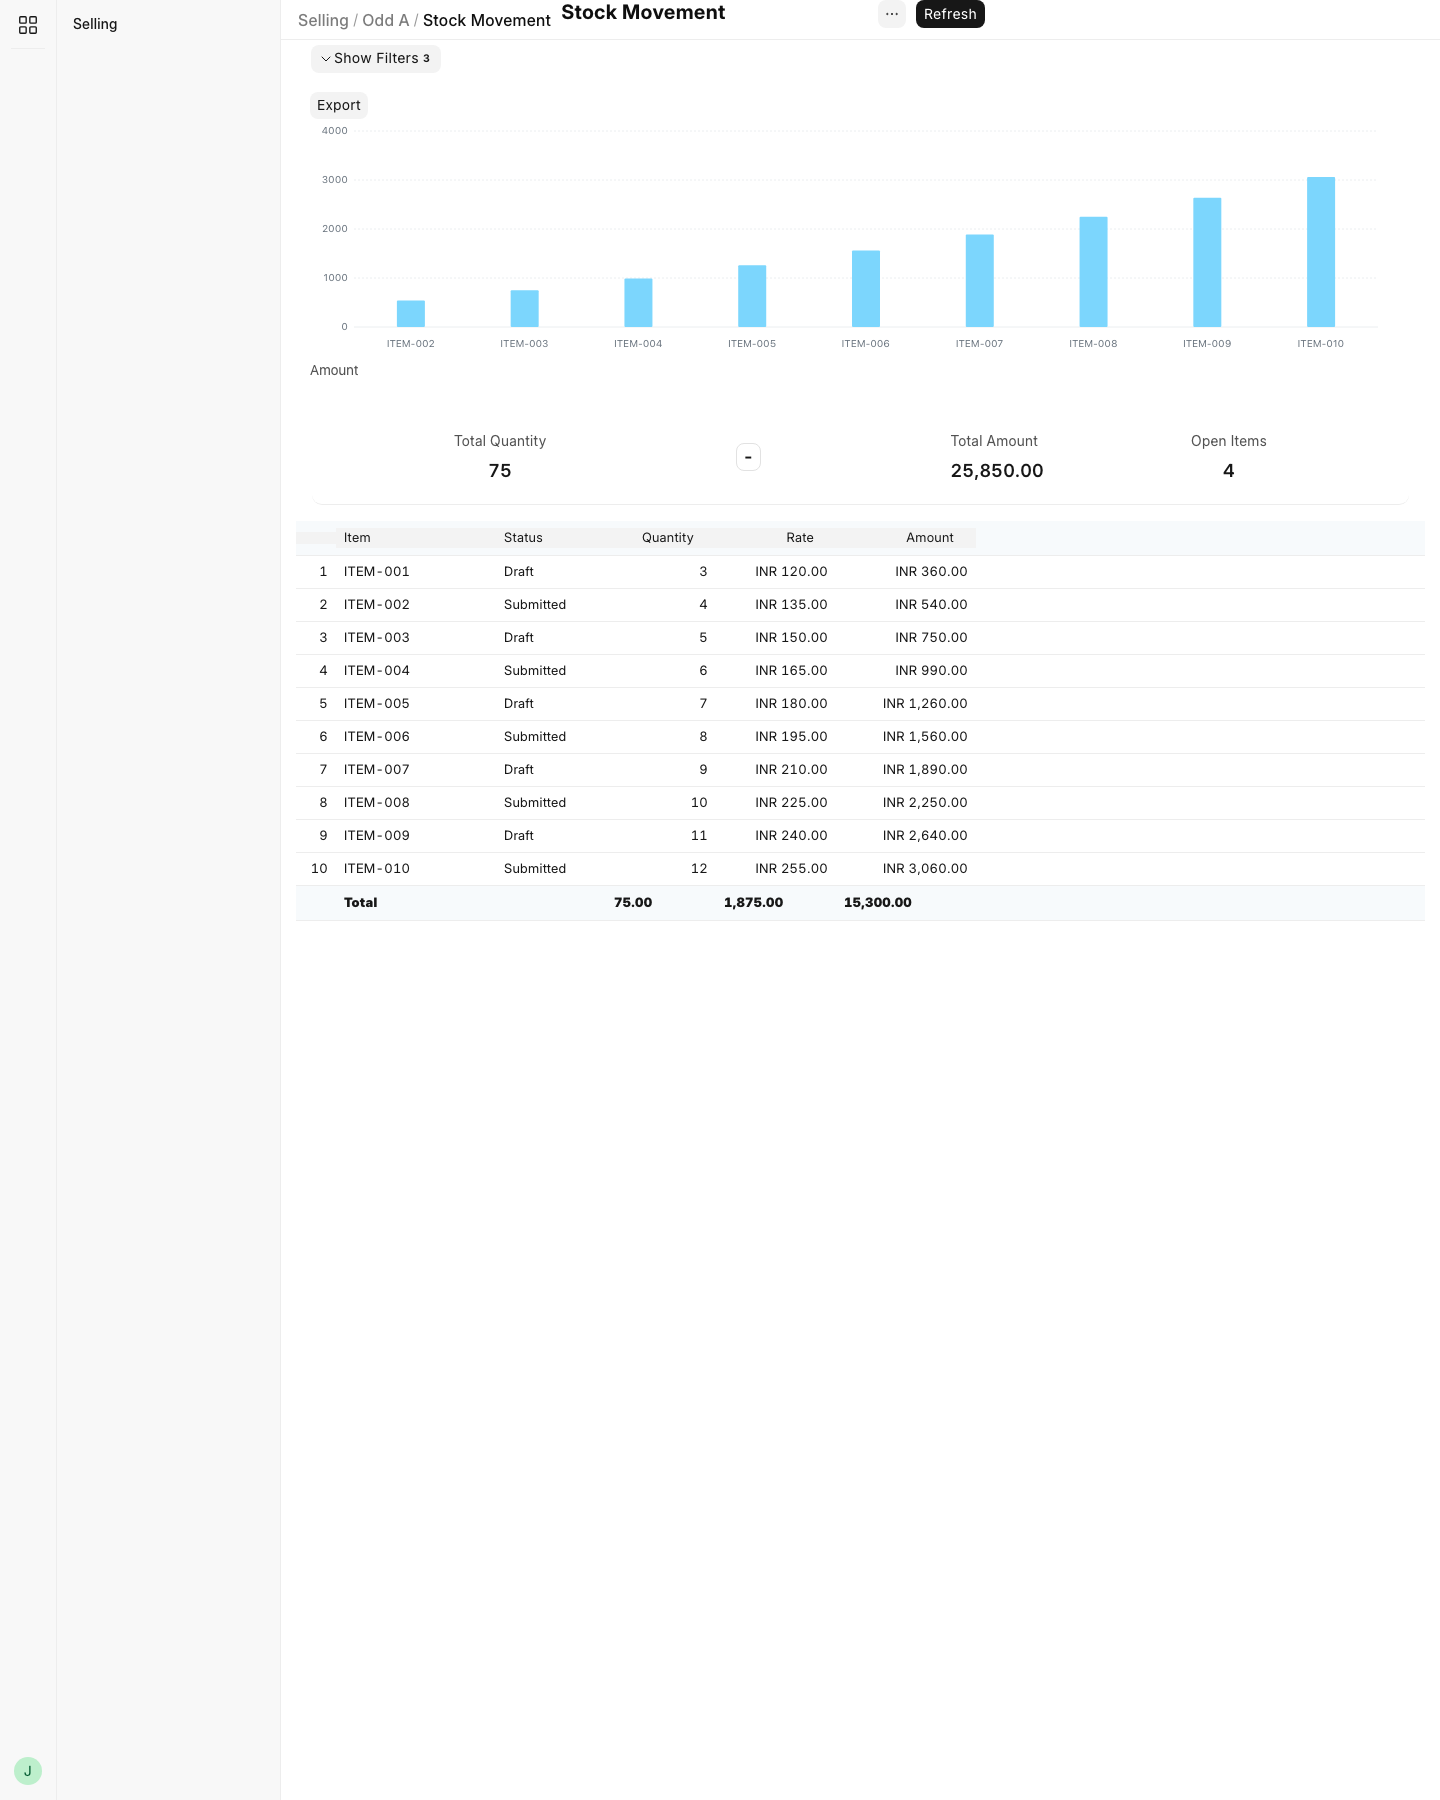 Selling
Selling / Odd A / Stock Movement
Stock Movement
···
Refresh
Show Filters 3
Export
4000
3000
2000
1000
0
ITEM-002 ITEM-003 ITEM-004 ITEM-005 ITEM-006 ITEM-007 ITEM-008 ITEM-009 ITEM-010
Amount
Total Quantity
75
-
Total Amount
25,850.00
Open Items
4
Item Status Quantity Rate Amount
1 ITEM-001 Draft 3 INR 120.00 INR 360.00
2 ITEM-002 Submitted 4 INR 135.00 INR 540.00
3 ITEM-003 Draft 5 INR 150.00 INR 750.00
4 ITEM-004 Submitted 6 INR 165.00 INR 990.00
5 ITEM-005 Draft 7 INR 180.00 INR 1,260.00
6 ITEM-006 Submitted 8 INR 195.00 INR 1,560.00
7 ITEM-007 Draft 9 INR 210.00 INR 1,890.00
8 ITEM-008 Submitted 10 INR 225.00 INR 2,250.00
9 ITEM-009 Draft 11 INR 240.00 INR 2,640.00
10 ITEM-010 Submitted 12 INR 255.00 INR 3,060.00
Total 75.00 1,875.00 15,300.00
J